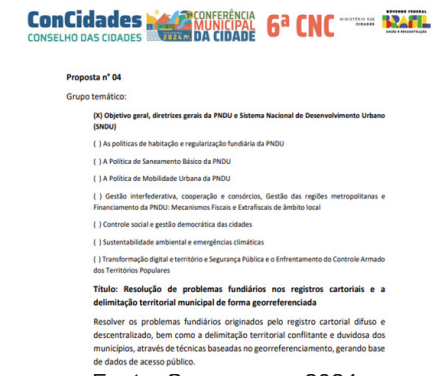 ConCidades
CONSELHO DAS CIDADES
CONFERÊNCIA
MUNICIPAL
2024 DA CIDADE
6ª CNC
MINISTÉRIO DAS
CIDADES
GOVERNO FEDERAL
BRASIL
UNIÃO E RECONSTRUÇÃO
Proposta n° 04
Grupo temático:
(X) Objetivo geral, diretrizes gerais da PNDU e Sistema Nacional de Desenvolvimento Urbano
(SNDU)
( ) As políticas de habitação e regularização fundiária da PNDU
( ) A Política de Saneamento Básico da PNDU
( ) A Política de Mobilidade Urbana da PNDU
( ) Gestão interfederativa, cooperação e consórcios, Gestão das regiões metropolitanas e
Financiamento da PNDU: Mecanismos Fiscais e Extrafiscais de âmbito local
( ) Controle social e gestão democrática das cidades
( ) Sustentabilidade ambiental e emergências climáticas
( ) Transformação digital e território e Segurança Pública e o Enfrentamento do Controle Armado
dos Territórios Populares
Título: Resolução de problemas fundiários nos registros cartoriais e a
delimitação territorial municipal de forma georreferenciada
Resolver os problemas fundiários originados pelo registro cartorial difuso e
descentralizado, bem como a delimitação territorial conflitante e duvidosa dos
municípios, através de técnicas baseadas no georreferenciamento, gerando base
de dados de acesso público.